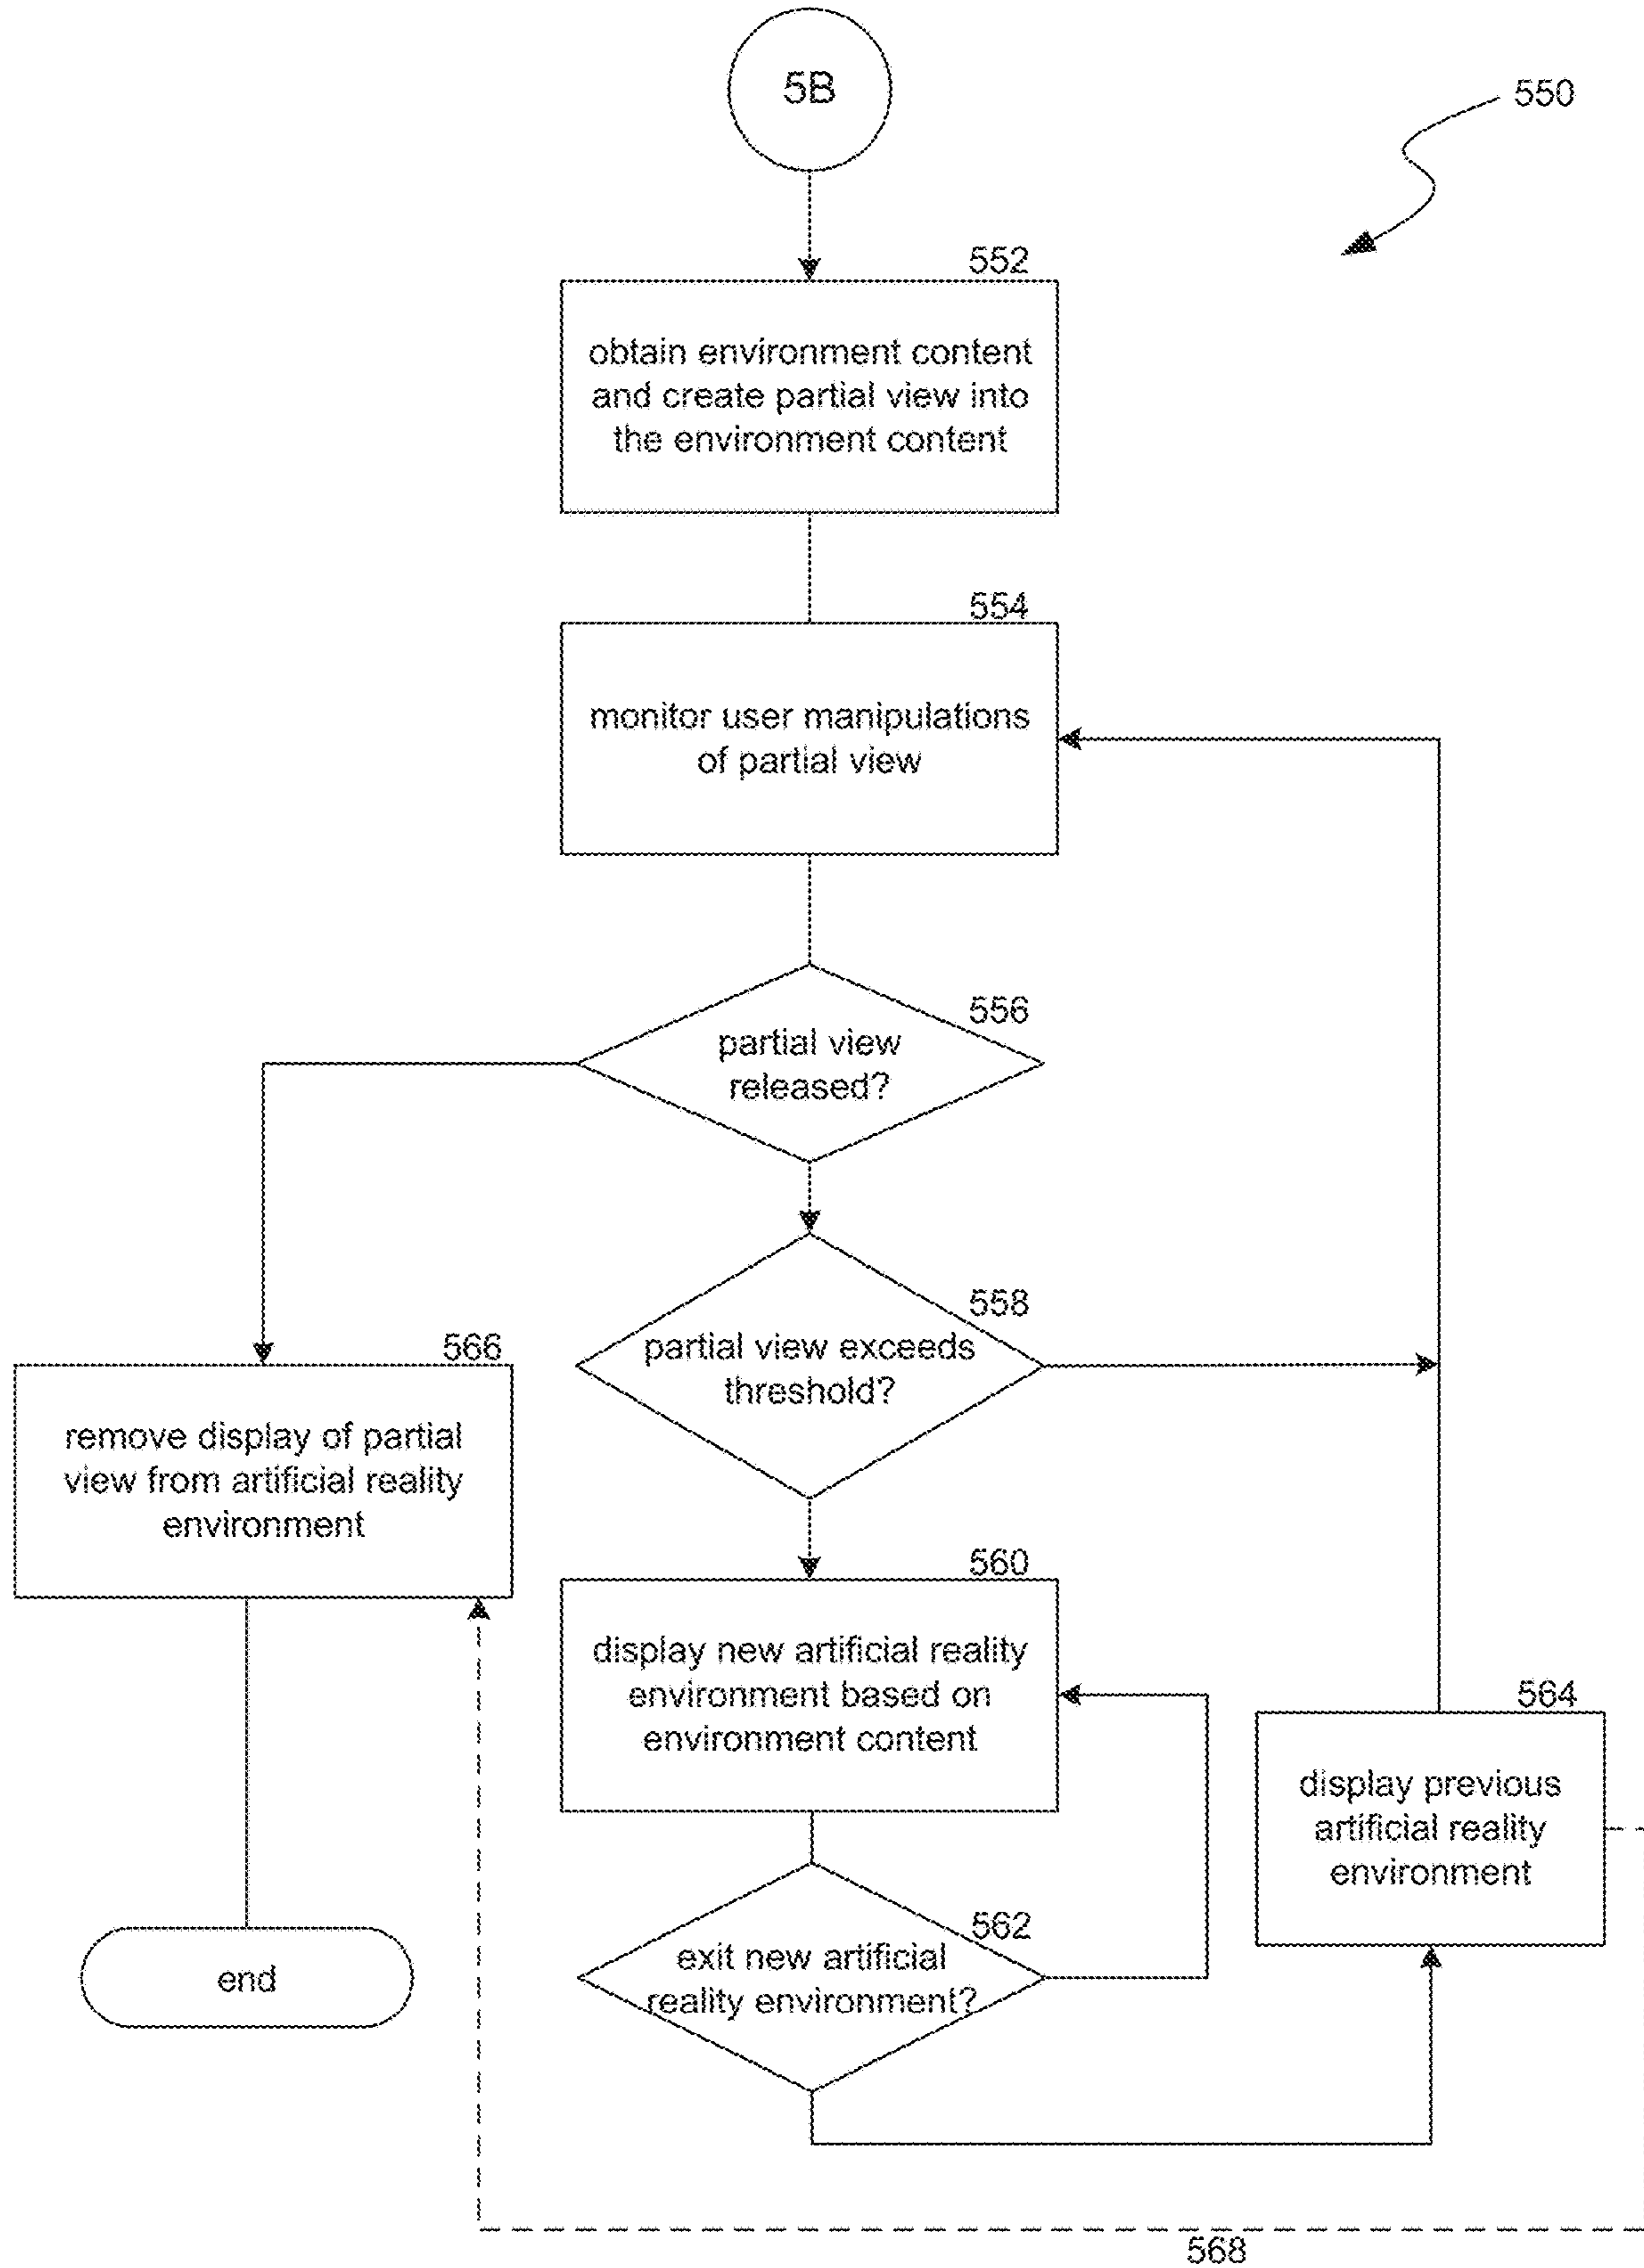 5B
550
552
obtain environment content
and create partial view into
the environment content
554
monitor user manipulations
of partial view
556
partial view
released?
558
partial view exceeds
threshold?
566
remove display of partial
view from artificial reality
environment
560
display new artificial reality
environment based on
environment content
564
display previous
artificial reality
environment
562
exit new artificial
reality environment?
end
568